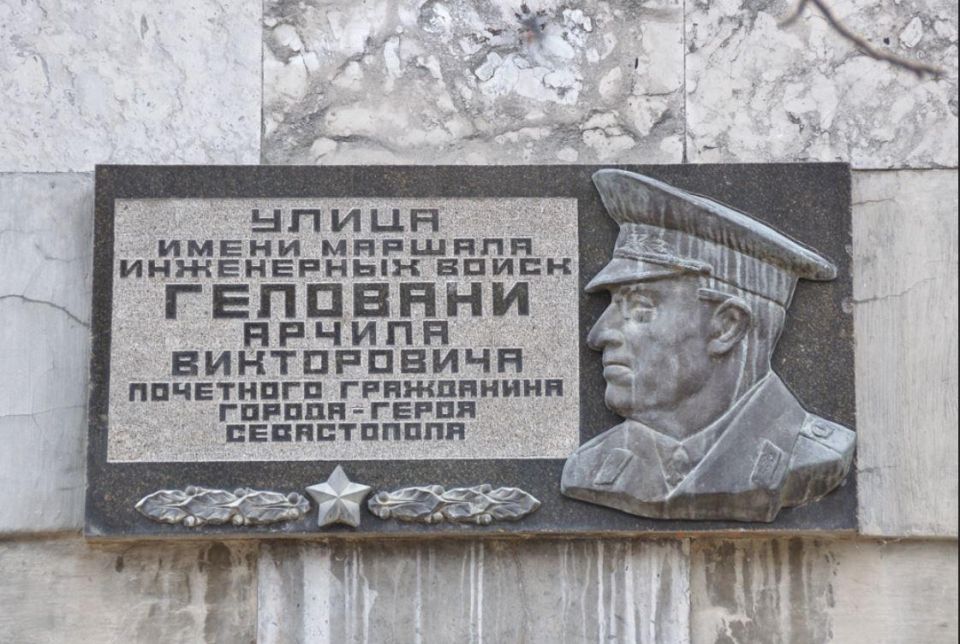 УЛИЦА
ИМЕНИ МАРШАЛА
ИНЖЕНЕРНЫХ ВОЙСК
ГЕЛОВАНИ
АРЧИЛА
ВИКТОРОВИЧА
ПОЧЕТНОГО ГРАЖДАНИНА
ГОРОДА-ГЕРОЯ
СЕВАСТОПОЛЯ